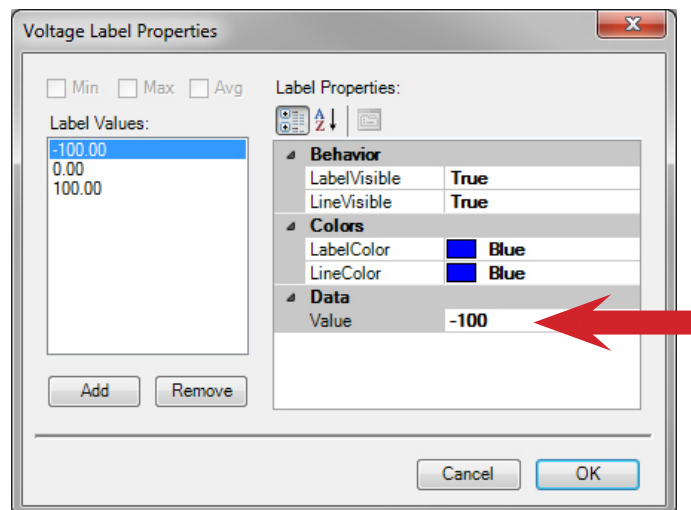 Voltage Label Properties
Min Max Avg
Label Values:
-100.00
0.00
100.00
Add Remove
Label Properties:
A
Z
Behavior
LabelVisible True
LineVisible True
Colors
LabelColor Blue
LineColor Blue
Data
Value -100
Cancel OK